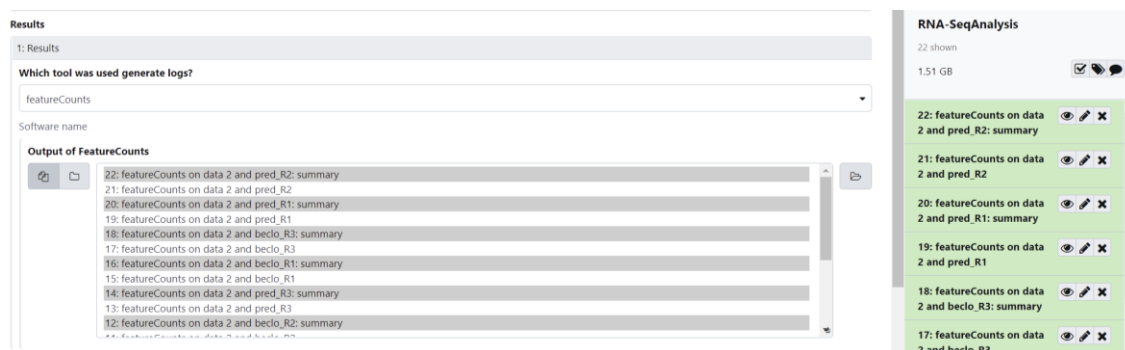 Results
1: Results
Which tool was used generate logs?
featureCounts
Software name
Output of FeatureCounts
22: featureCounts on data 2 and pred_R2: summary
21: featureCounts on data 2 and pred_R2
20: featureCounts on data 2 and pred_R1: summary
19: featureCounts on data 2 and pred_R1
18: featureCounts on data 2 and beclo_R3: summary
17: featureCounts on data 2 and beclo_R3
16: featureCounts on data 2 and beclo_R1: summary
15: featureCounts on data 2 and beclo_R1
14: featureCounts on data 2 and pred_R3: summary
13: featureCounts on data 2 and pred_R3
12: featureCounts on data 2 and beclo_R2: summary
RNA-SeqAnalysis
22 shown
1.51 GB
22: featureCounts on data
2 and pred_R2: summary
21: featureCounts on data
2 and pred_R2
20: featureCounts on data
2 and pred_R1: summary
19: featureCounts on data
2 and pred_R1
18: featureCounts on data
2 and beclo_R3: summary
17: featureCounts on data
2 and beclo_R3